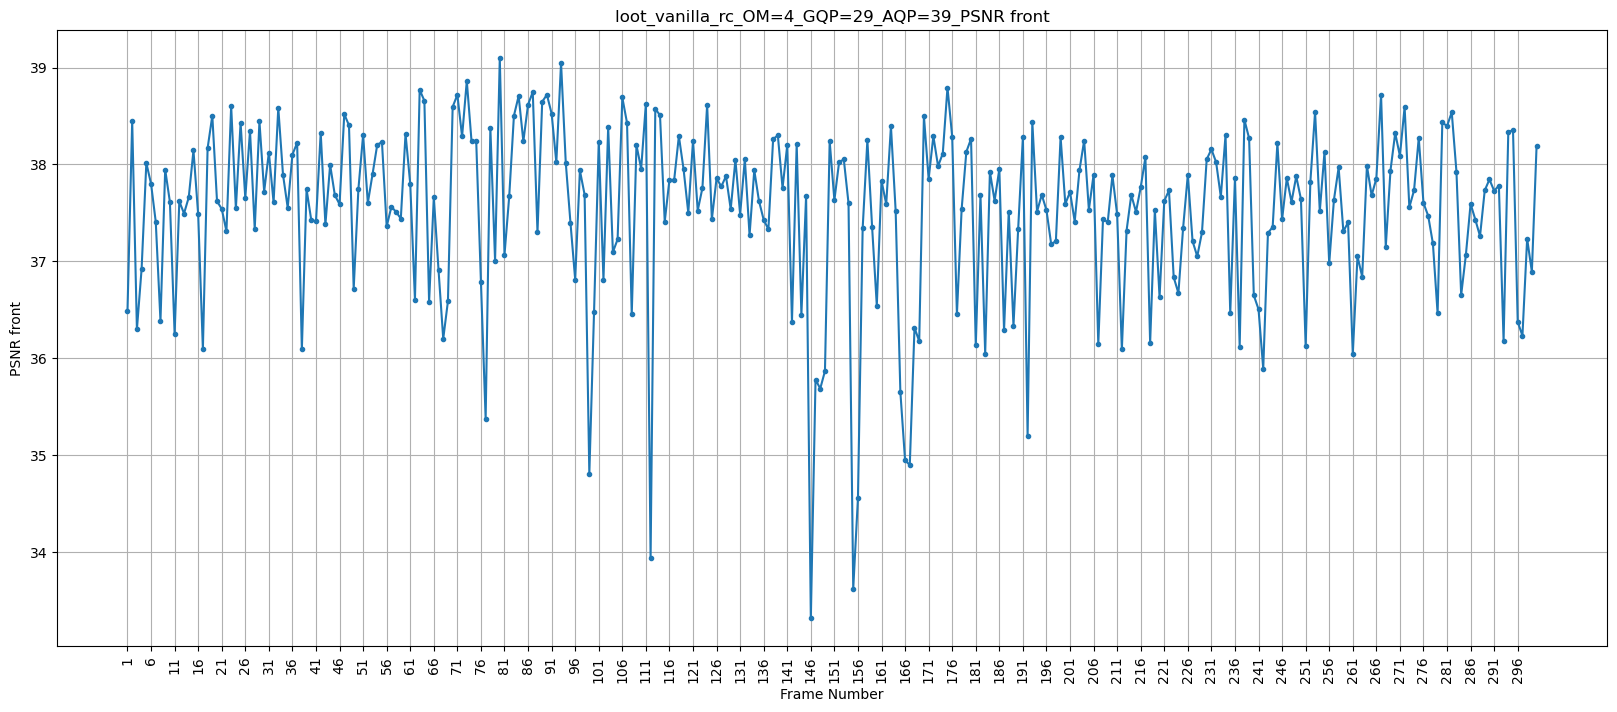 loot_vanilla_rc_OM=4_GQP=29_AQP=39_PSNR front
39
38
37
36
35
34
PSNR front
1 6 11 16 21 26 31 36 41 46 51 56 61 66 71 76 81 86 91 96 101 106 111 116 121 126 131 136 141 146 151 156 161 166 171 176 181 186 191 196 201 206 211 216 221 226 231 236 241 246 251 256 261 266 271 276 281 286 291 296
Frame Number